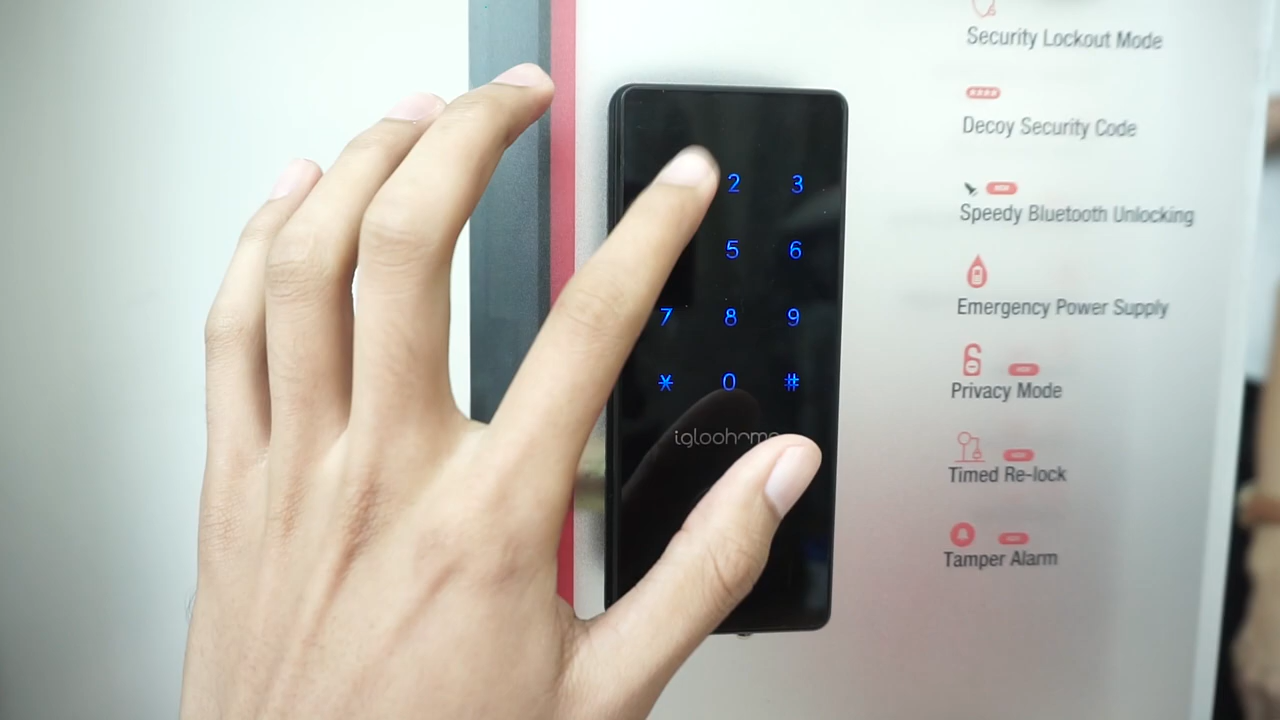 Security Lockout Mode
Decoy Security Code
Speedy Bluetooth Unlocking
Emergency Power Supply
Privacy Mode
Timed Re-lock
Tamper Alarm
2 3
5 6
7 8 9
* 0 #
igloohome